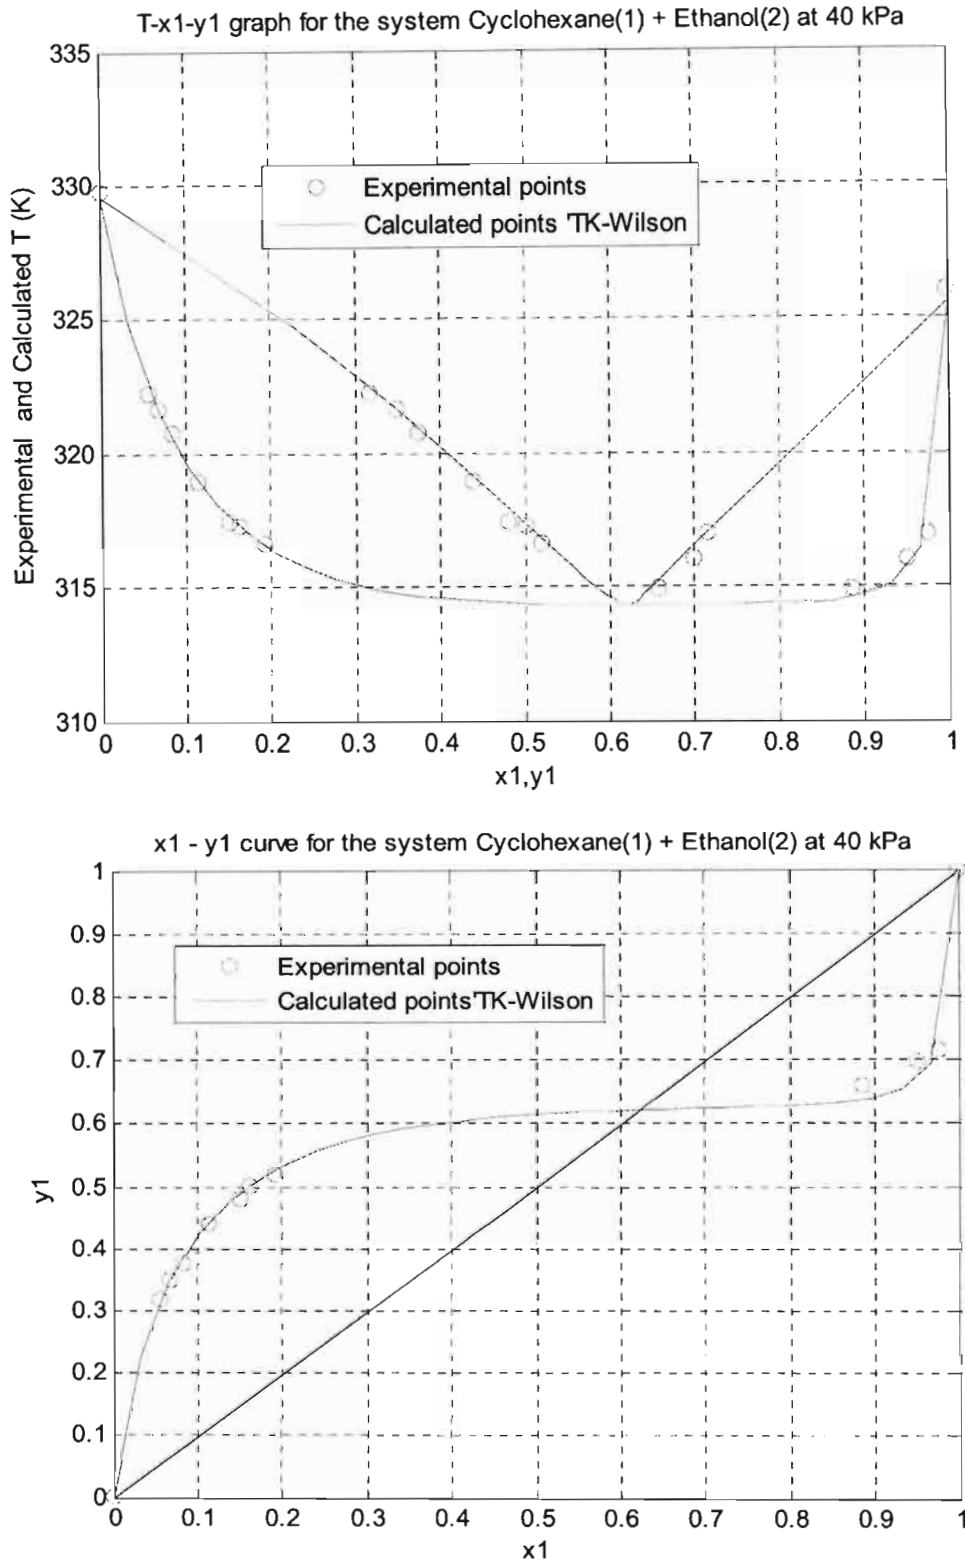 T-x1-y1 graph for the system Cyclohexane(1) + Ethanol(2) at 40 kPa
335
330
325
320
315
310
Experimental and Calculated T (K)
Experimental points
Calculated points 'TK-Wilson
0 0.1 0.2 0.3 0.4 0.5 0.6 0.7 0.8 0.9 1
x1,y1
x1 - y1 curve for the system Cyclohexane(1) + Ethanol(2) at 40 kPa
1
0.9
0.8
0.7
0.6
0.5
0.4
0.3
0.2
0.1
0
y1
Experimental points
Calculated points'TK-Wilson
0 0.1 0.2 0.3 0.4 0.5 0.6 0.7 0.8 0.9 1
x1